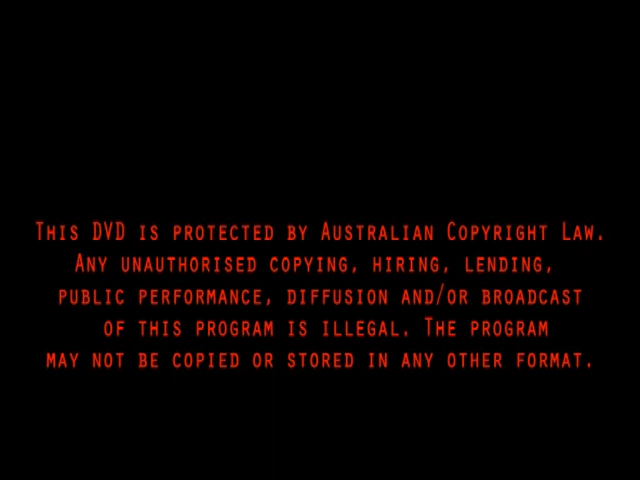 This DVD is protected by Australian Copyright Law.
Any unauthorised copying, hiring, lending,
public performance, diffusion and/or broadcast
of this program is illegal. The program
may not be copied or stored in any other format.